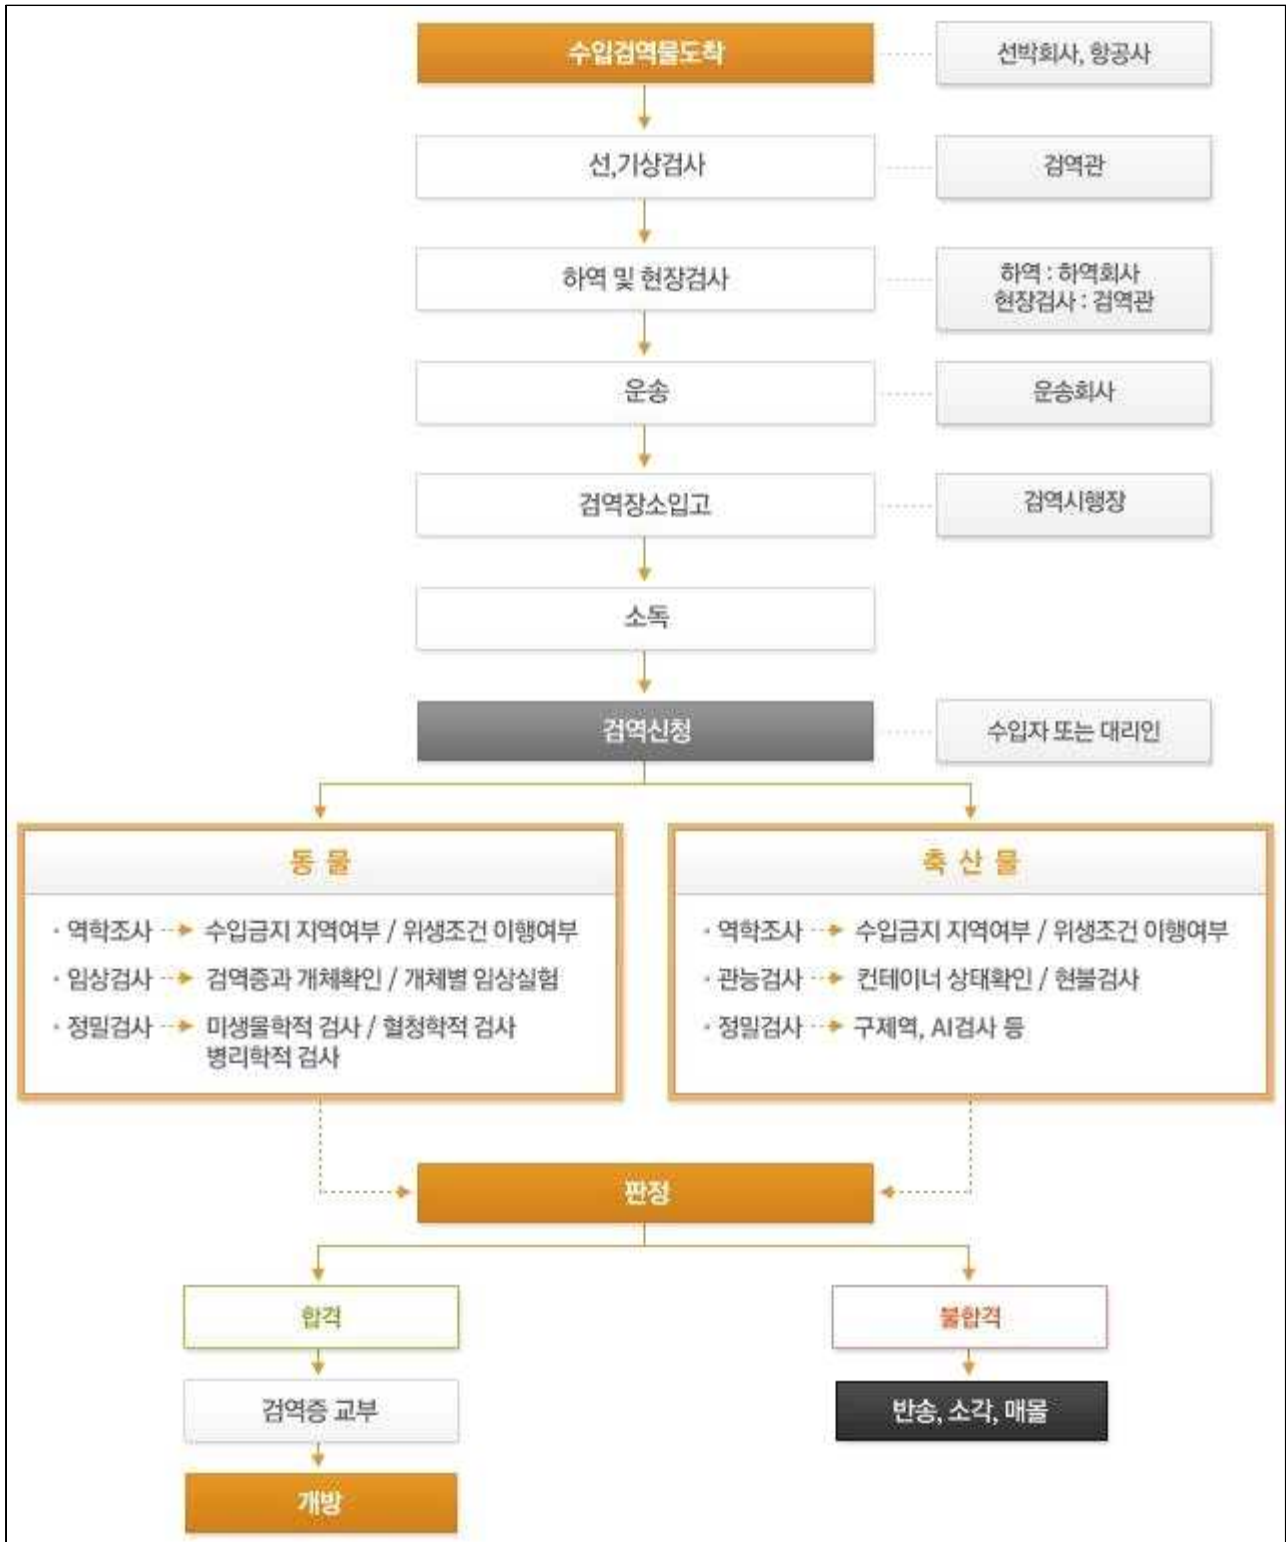 수입검역물도착
선박회사, 항공사
선,기상검사
검역관
하역 및 현장검사
하역 : 하역회사
현장검사 : 검역관
운송
운송회사
검역장소입고
검역시행장
소독
검역신청
수입자 또는 대리인
동 물
· 역학조사 수입금지 지역여부 / 위생조건 이행여부
· 임상검사 검역증과 개체확인 / 개체별 임상실험
· 정밀검사 미생물학적 검사 / 혈청학적 검사
병리학적 검사
축 산 물
· 역학조사 수입금지 지역여부 / 위생조건 이행여부
· 관능검사 컨테이너 상태확인 / 현불검사
· 정밀검사 구제역, AI검사 등
판정
합격
불합격
검역증 교부
반송, 소각, 매몰
개방